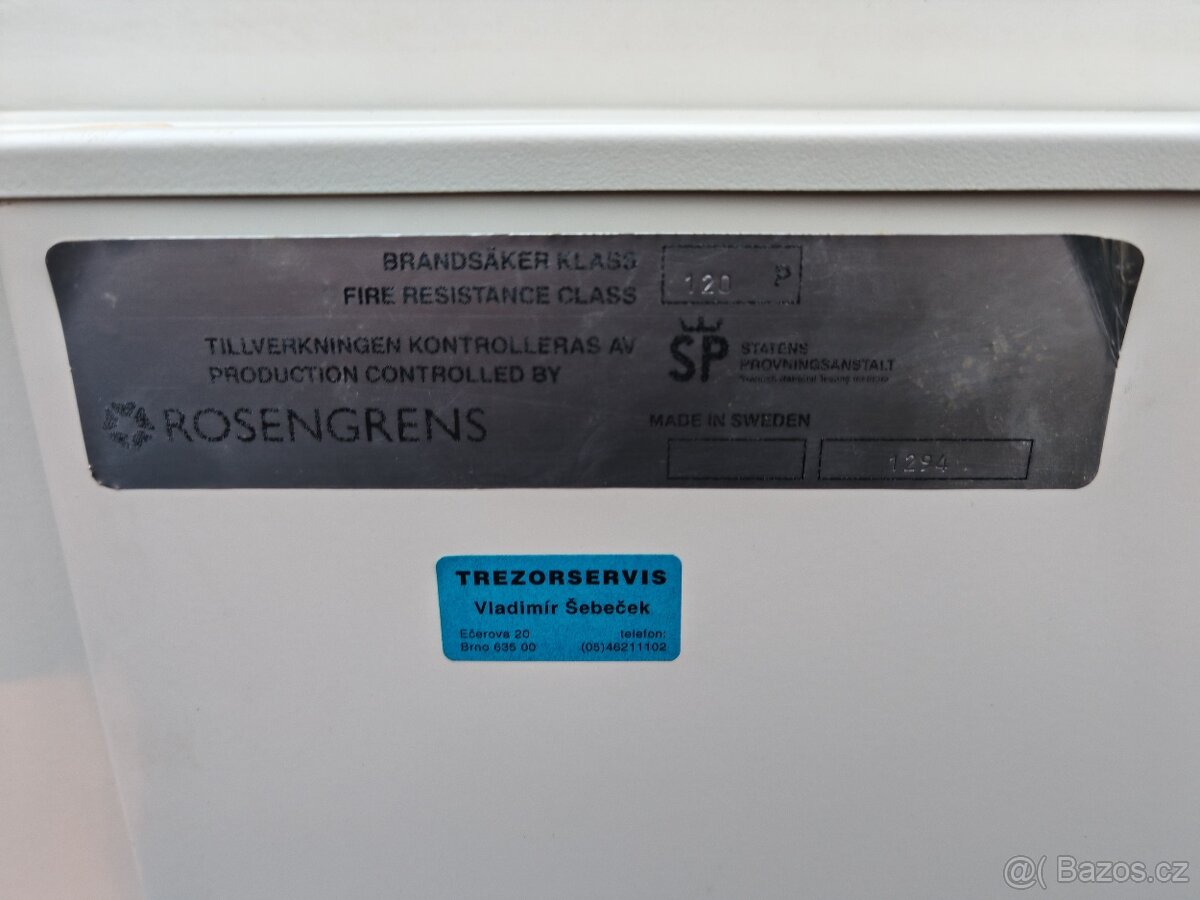 BRANDSÄKER KLASS
FIRE RESISTANCE CLASS
120 P
TILLVERKNINGEN KONTROLLERAS AV
PRODUCTION CONTROLLED BY
SP
STATENS
PROVNINGSANSTALT
ROSENGRENS
MADE IN SWEDEN
1294
TREZORSERVIS
Vladimír Šebeček
Ečerova 20 telefon:
Brno 635 00 (05)46211102
@( Bazos.cz